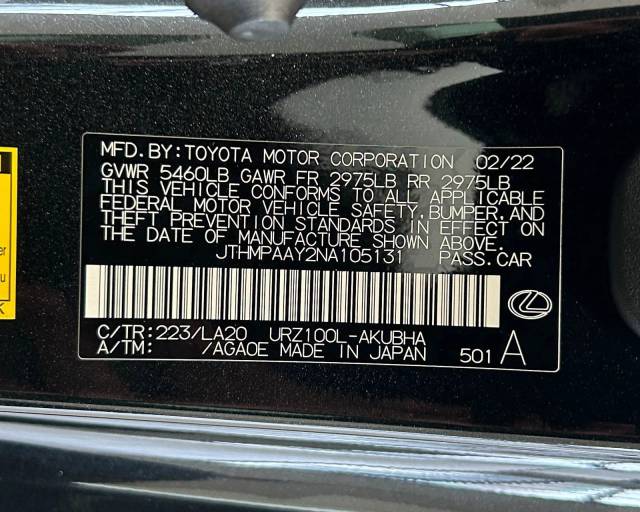 MFD. BY: TOYOTA MOTOR CORPORATION 02/22
GVWR 5460LB GAWR FR 2975LB RR 2975LB
THIS VEHICLE CONFORMS TO ALL APPLICABLE
FEDERAL MOTOR VEHICLE SAFETY, BUMPER, AND
THEFT PREVENTION STANDARDS IN EFFECT ON
THE DATE OF MANUFACTURE SHOWN ABOVE.
JTHMPAAY2NA105131 PASS. CAR
C/TR: 223/LA20 URZ100L-AKUBHA
A/TM: /AGA0E MADE IN JAPAN 501 A